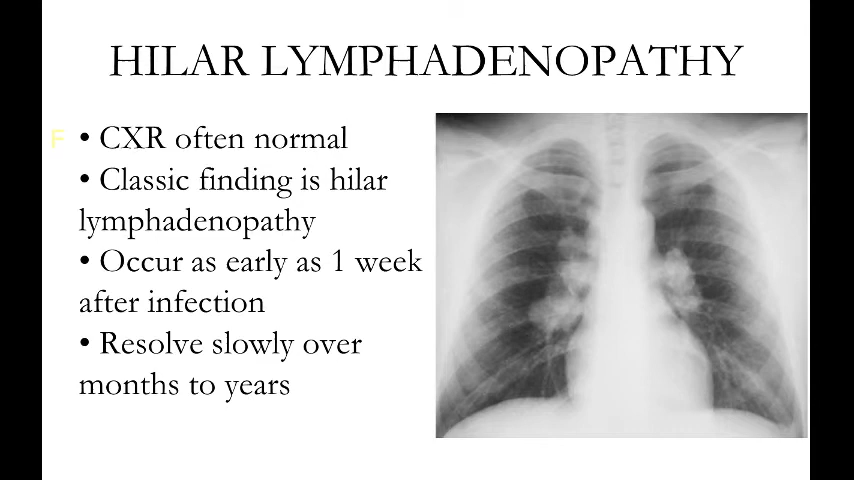 HILAR LYMPHADENOPATHY
F • CXR often normal
• Classic finding is hilar
lymphadenopathy
• Occur as early as 1 week
after infection
• Resolve slowly over
months to years